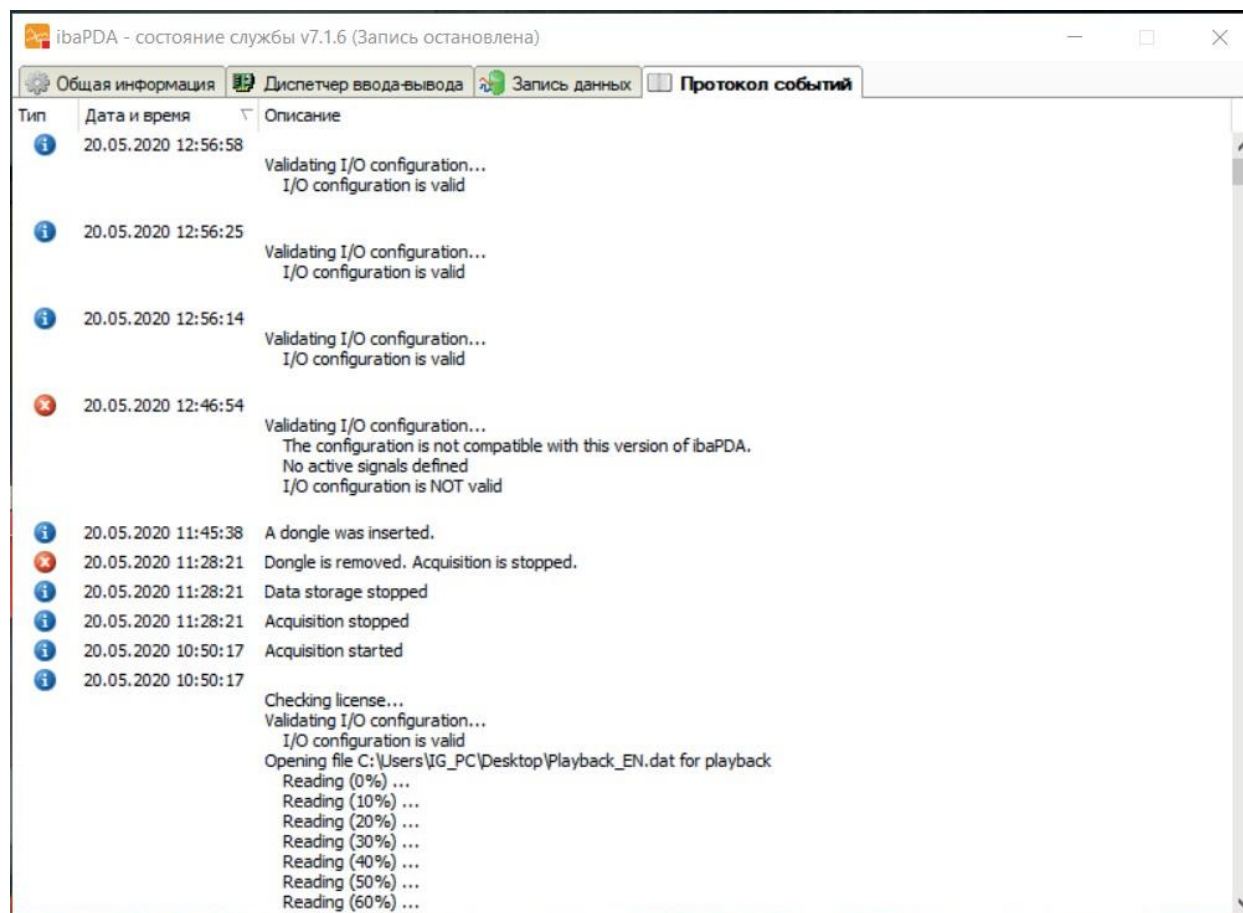 ibaPDA - состояние службы v7.1.6 (Запись остановлена)
Общая информация Диспетчер ввода-вывода Запись данных Протокол событий
Тип Дата и время Описание
20.05.2020 12:56:58
Validating I/O configuration...
I/O configuration is valid
20.05.2020 12:56:25
Validating I/O configuration...
I/O configuration is valid
20.05.2020 12:56:14
Validating I/O configuration...
I/O configuration is valid
20.05.2020 12:46:54
Validating I/O configuration...
The configuration is not compatible with this version of ibaPDA.
No active signals defined
I/O configuration is NOT valid
20.05.2020 11:45:38 A dongle was inserted.
20.05.2020 11:28:21 Dongle is removed. Acquisition is stopped.
20.05.2020 11:28:21 Data storage stopped
20.05.2020 11:28:21 Acquisition stopped
20.05.2020 10:50:17 Acquisition started
20.05.2020 10:50:17
Checking license...
Validating I/O configuration...
I/O configuration is valid
Opening file C:\Users\IG_PC\Desktop\Playback_EN.dat for playback
Reading (0%) ...
Reading (10%) ...
Reading (20%) ...
Reading (30%) ...
Reading (40%) ...
Reading (50%) ...
Reading (60%) ...